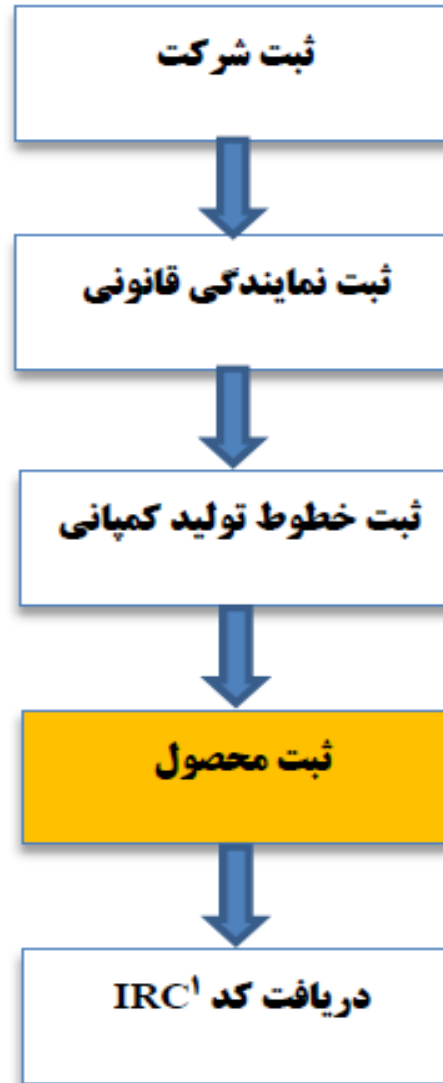 ثبت شرکت
ثبت نمایندگی قانونی
ثبت خطوط تولید کمپانی
ثبت محصول
دریافت کد IRC¹